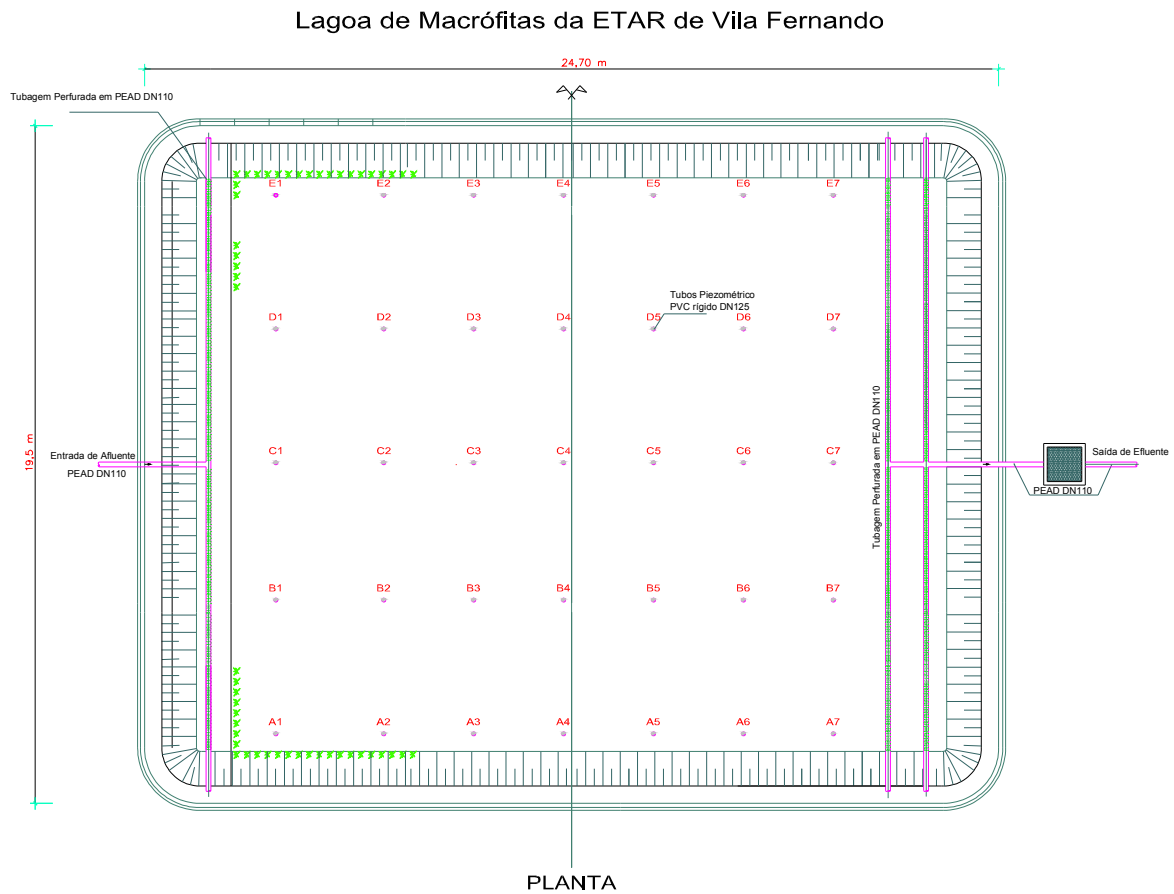 Lagoa de Macrófitas da ETAR de Vila Fernando
24,70 m
Tubagem Perfurada em PEAD DN110
E1 E2 E3 E4 E5 E6 E7
Tubos Piezométrico
PVC rígido DN125
D1 D2 D3 D4 D5 D6 D7
19,5 m
Entrada de Afluente
PEAD DN110
C1 C2 C3 C4 C5 C6 C7
Tubagem Perfurada em PEAD DN110
Saída de Efluente
PEAD DN110
B1 B2 B3 B4 B5 B6 B7
A1 A2 A3 A4 A5 A6 A7
PLANTA